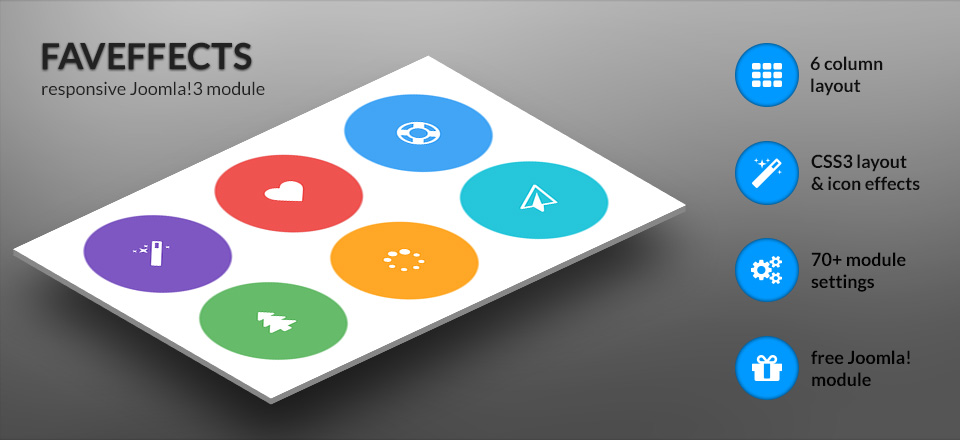 FAVEFFECTS
responsive Joomla!3 module
6 column
layout
CSS3 layout
& icon effects
70+ module
settings
free Joomla!
module